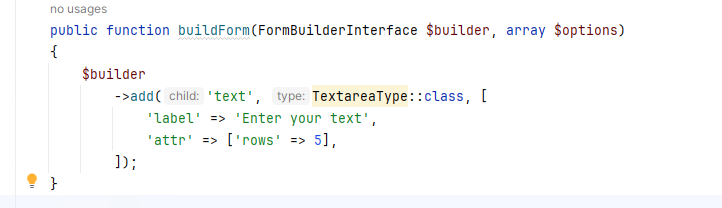 no usages
public function buildForm(FormBuilderInterface $builder, array $options)
{
$builder
->add( child: 'text', type: TextareaType::class, [
'label' => 'Enter your text',
'attr' => ['rows' => 5],
]);
}